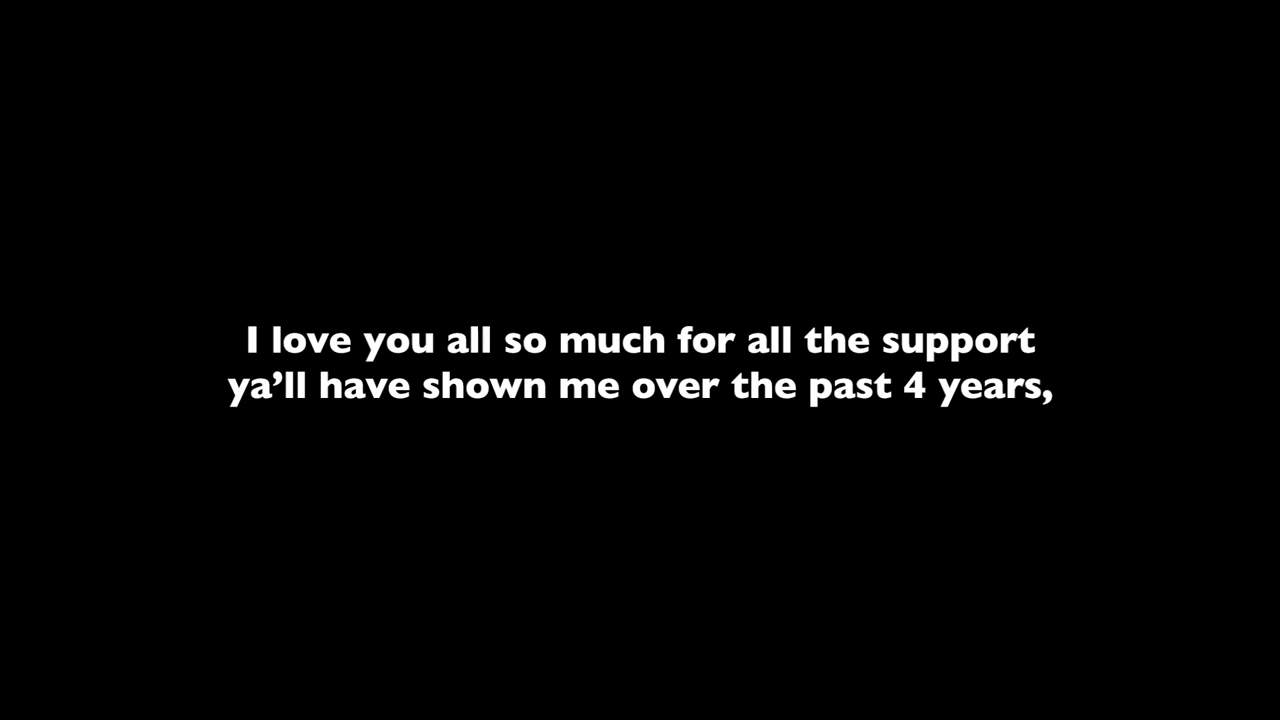 I love you all so much for all the support
ya’ll have shown me over the past 4 years,